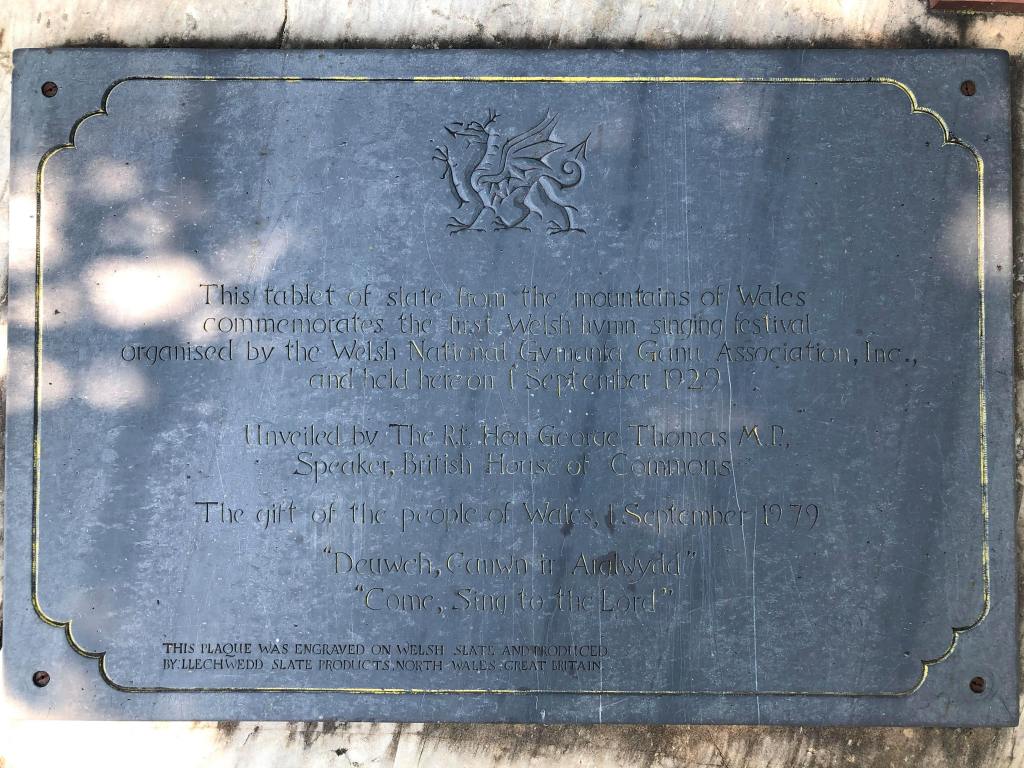 This tablet of slate from the mountains of Wales
commemorates the first Welsh hymn singing festival
organised by the Welsh National Gymanfa Ganu Association, Inc.,
and held here on 1 September 1929
Unveiled by The Rt. Hon George Thomas M.P.,
Speaker, British House of Commons
The gift of the people of Wales, 1 September 1979
"Deuwch, Canwn i'r Arglwydd"
"Come, Sing to the Lord"
THIS PLAQUE WAS ENGRAVED ON WELSH SLATE AND PRODUCED
BY: LLECHWEDD SLATE PRODUCTS, NORTH WALES GREAT BRITAIN